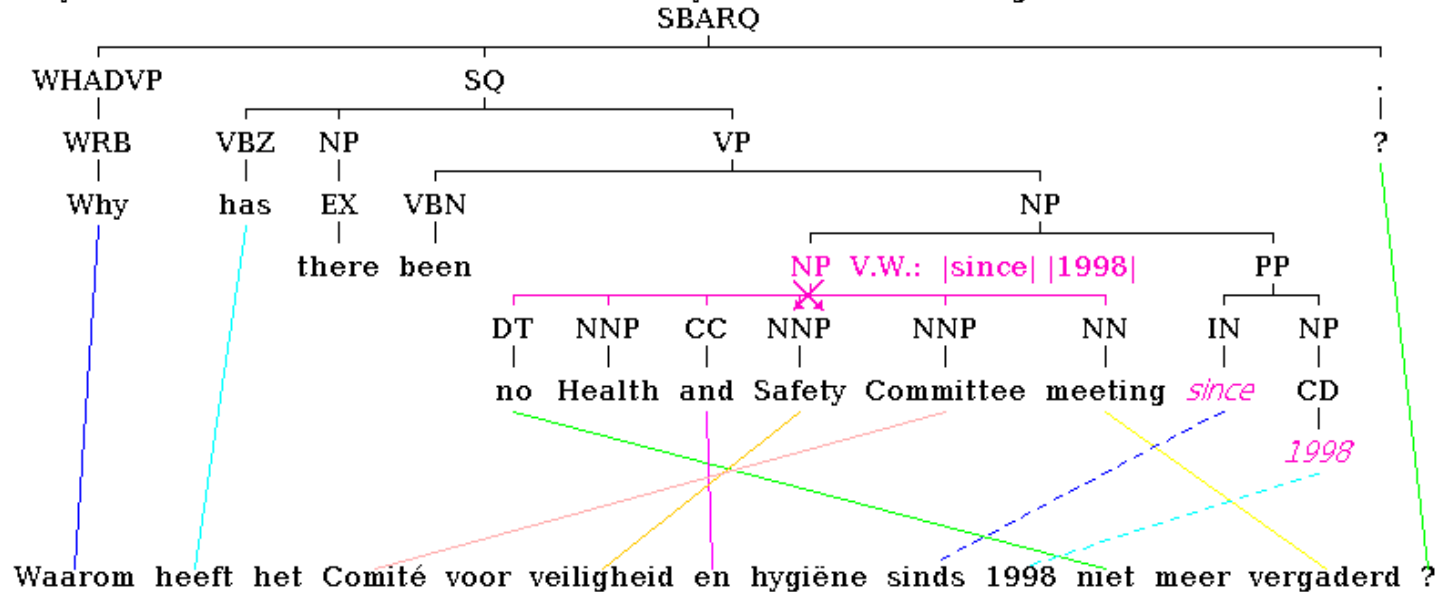 SBARQ
WHADVP SQ .
WRB VBZ NP VP ?
Why has EX VBN NP
there been NP V.W.: |since| |1998| PP
DT NNP CC NNP NNP NN IN NP
no Health and Safety Committee meeting since CD
1998
Waarom heeft het Comité voor veiligheid en hygiëne sinds 1998 niet meer vergaderd ?